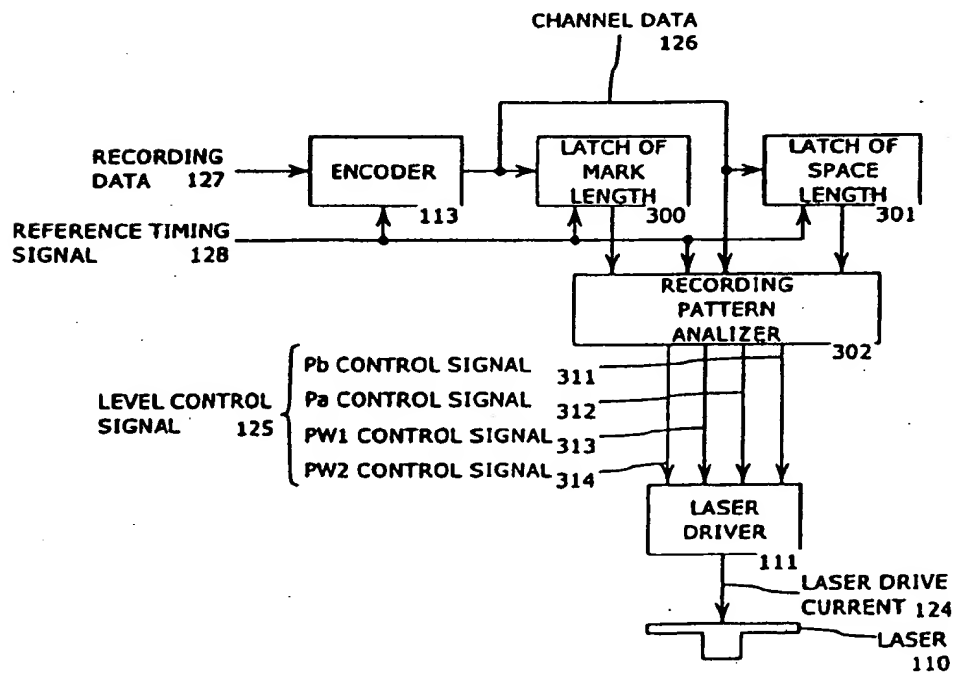 CHANNEL DATA
126
RECORDING
DATA 127
ENCODER
113
LATCH OF
MARK
LENGTH
300
LATCH OF
SPACE
LENGTH
301
REFERENCE TIMING
SIGNAL 128
RECORDING
PATTERN
ANALIZER
302
LEVEL CONTROL
SIGNAL 125
Pb CONTROL SIGNAL 311
Pa CONTROL SIGNAL 312
PW1 CONTROL SIGNAL 313
PW2 CONTROL SIGNAL 314
LASER
DRIVER
111
LASER DRIVE
CURRENT 124
LASER
110